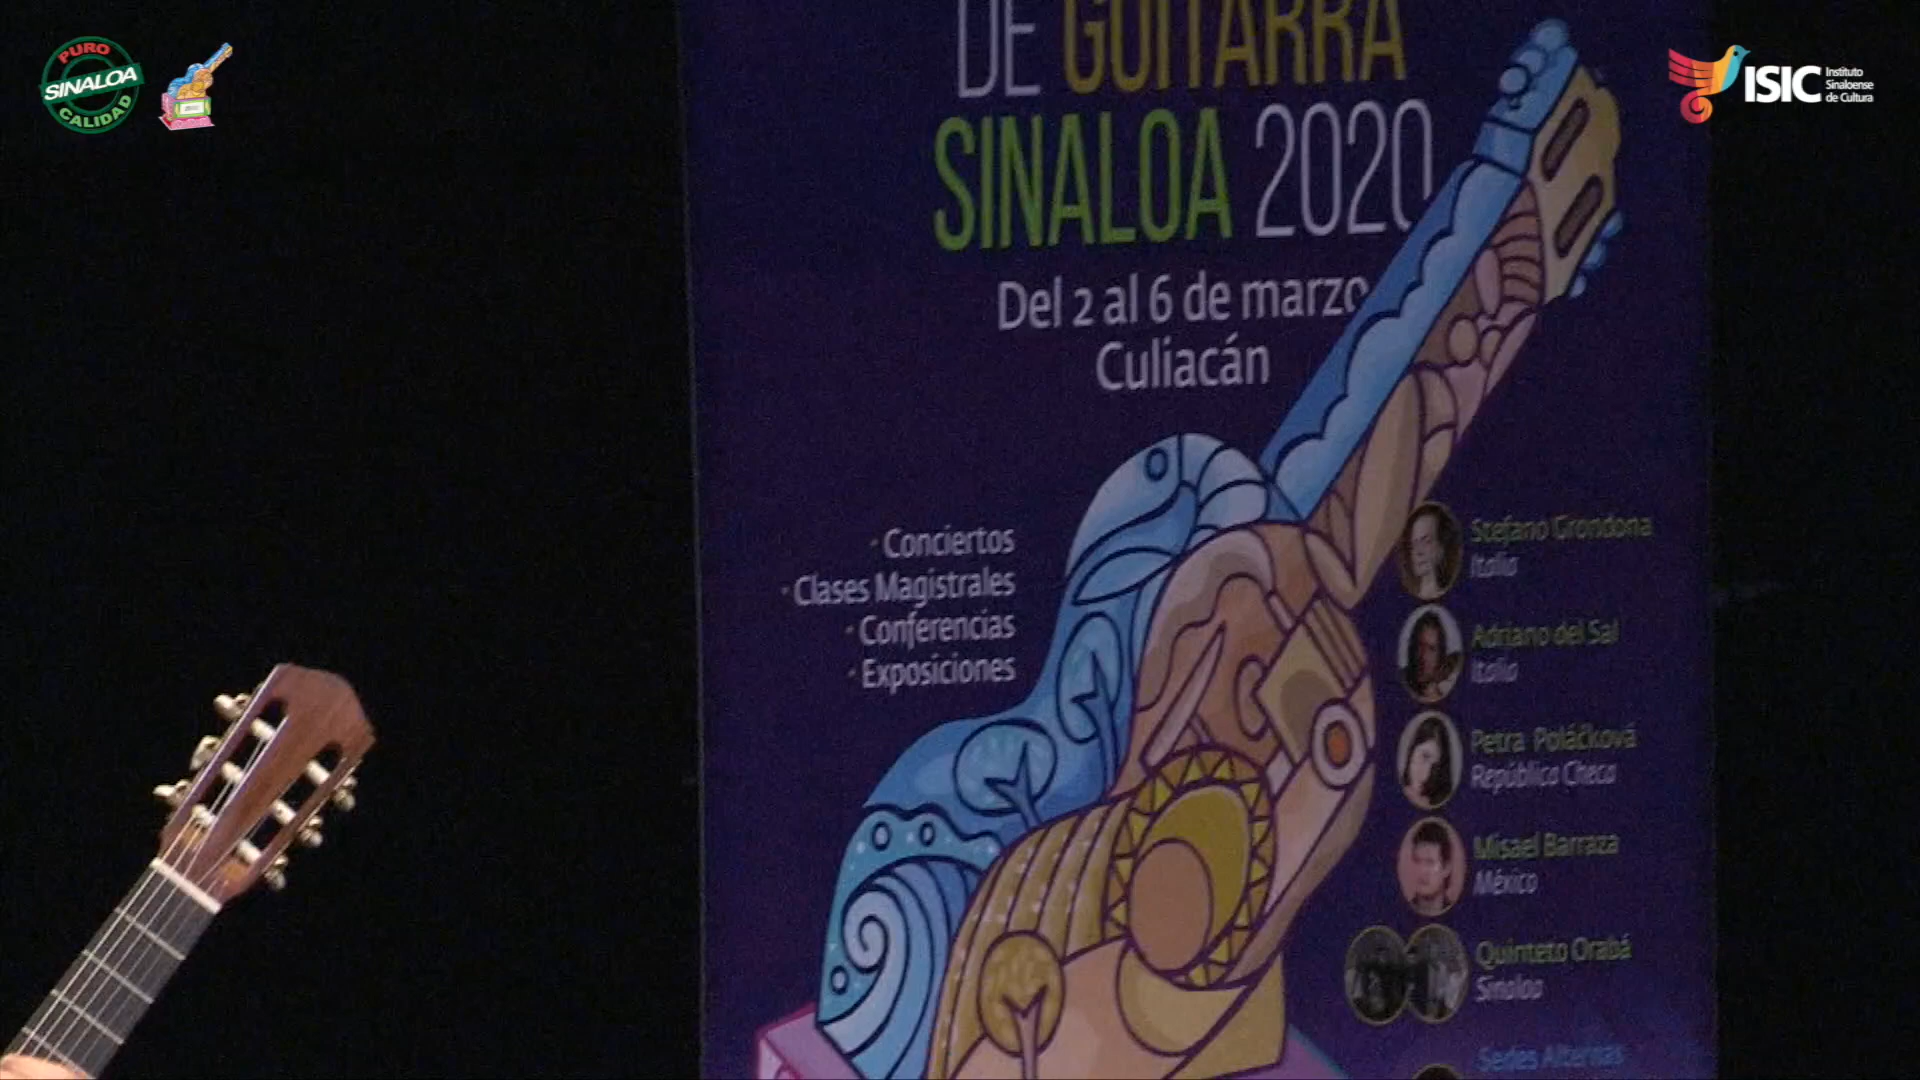 PURO
SINALOA
CALIDAD
ISIC
Instituto
Sinaloense
de Cultura
DE GUITARRA
SINALOA 2020
Del 2 al 6 de marzo
Culiacán
· Conciertos
· Clases Magistrales
· Conferencias
· Exposiciones
Stefano Grondona
Italia
Adriano del Sal
Italia
Petra Poláčková
República Checa
Misael Barraza
México
Quinteto Orabá
Sinaloa
Sedes Alternas